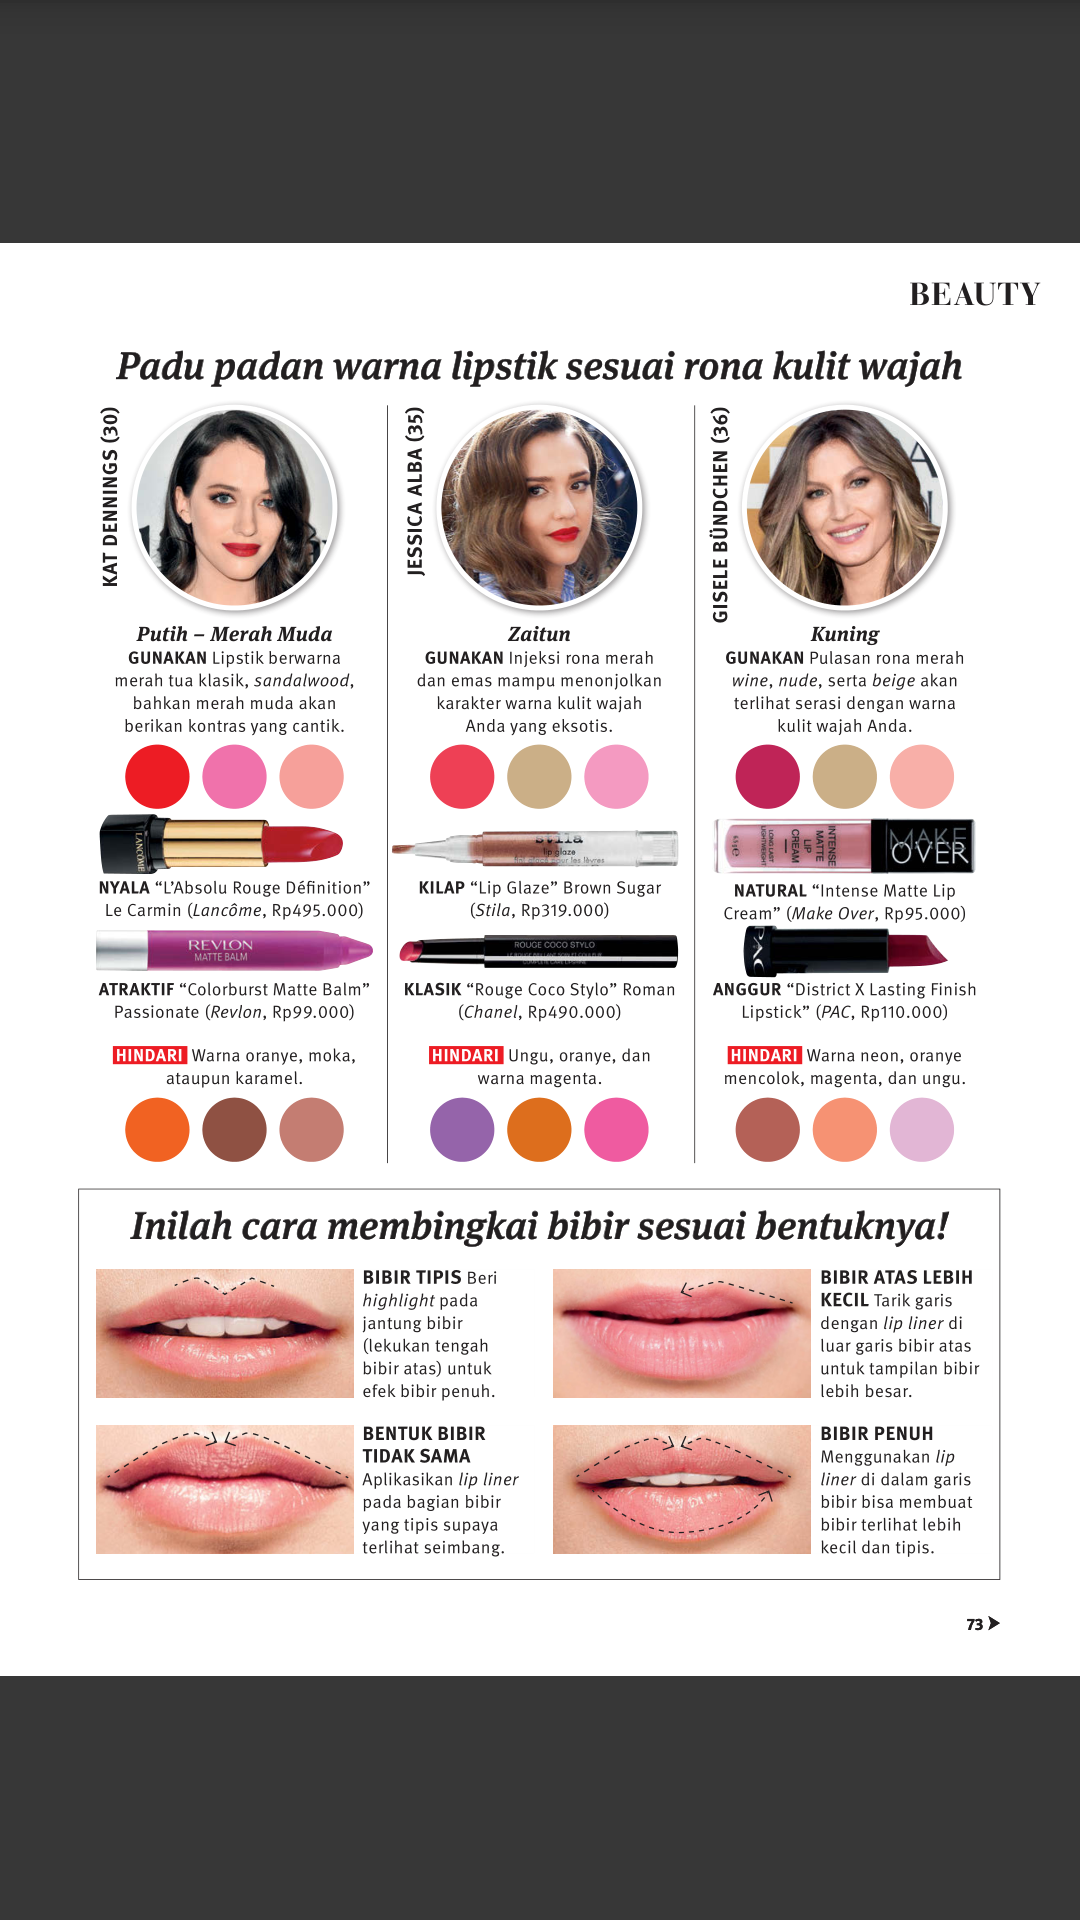 BEAUTY
Padu padan warna lipstik sesuai rona kulit wajah
KAT DENNINGS (30)
Putih – Merah Muda
GUNAKAN Lipstik berwarna
merah tua klasik, sandalwood,
bahkan merah muda akan
berikan kontras yang cantik.
LANCÔME
NYALA “L’Absolu Rouge Définition”
Le Carmin (Lancôme, Rp495.000)
REVLON
MATTE BALM
ATRAKTIF “Colorburst Matte Balm”
Passionate (Revlon, Rp99.000)
HINDARI Warna oranye, moka,
ataupun karamel.
JESSICA ALBA (35)
Zaitun
GUNAKAN Injeksi rona merah
dan emas mampu menonjolkan
karakter warna kulit wajah
Anda yang eksotis.
stila
lip glaze
KILAP “Lip Glaze” Brown Sugar
(Stila, Rp319.000)
ROUGE COCO STYLO
KLASIK “Rouge Coco Stylo” Roman
(Chanel, Rp490.000)
HINDARI Ungu, oranye, dan
warna magenta.
GISELE BÜNDCHEN (36)
Kuning
GUNAKAN Pulasan rona merah
wine, nude, serta beige akan
terlihat serasi dengan warna
kulit wajah Anda.
6.5 g e
LONG LAST
LIGHTWEIGHT
INTENSE
MATTE
LIP
CREAM
MAKE
OVER
NATURAL “Intense Matte Lip
Cream” (Make Over, Rp95.000)
PAC
ANGGUR “District X Lasting Finish
Lipstick” (PAC, Rp110.000)
HINDARI Warna neon, oranye
mencolok, magenta, dan ungu.
Inilah cara membingkai bibir sesuai bentuknya!
BIBIR TIPIS Beri
highlight pada
jantung bibir
(lekukan tengah
bibir atas) untuk
efek bibir penuh.
BIBIR ATAS LEBIH
KECIL Tarik garis
dengan lip liner di
luar garis bibir atas
untuk tampilan bibir
lebih besar.
BENTUK BIBIR
TIDAK SAMA
Aplikasikan lip liner
pada bagian bibir
yang tipis supaya
terlihat seimbang.
BIBIR PENUH
Menggunakan lip
liner di dalam garis
bibir bisa membuat
bibir terlihat lebih
kecil dan tipis.
73